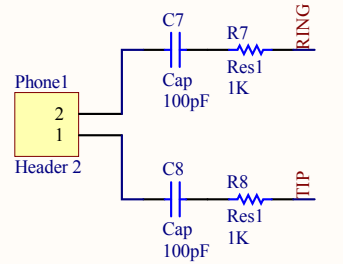 C7
R7
RING
Cap
100pF
Res1
1K
Phone1
2
1
Header 2
C8
R8
TIP
Cap
100pF
Res1
1K